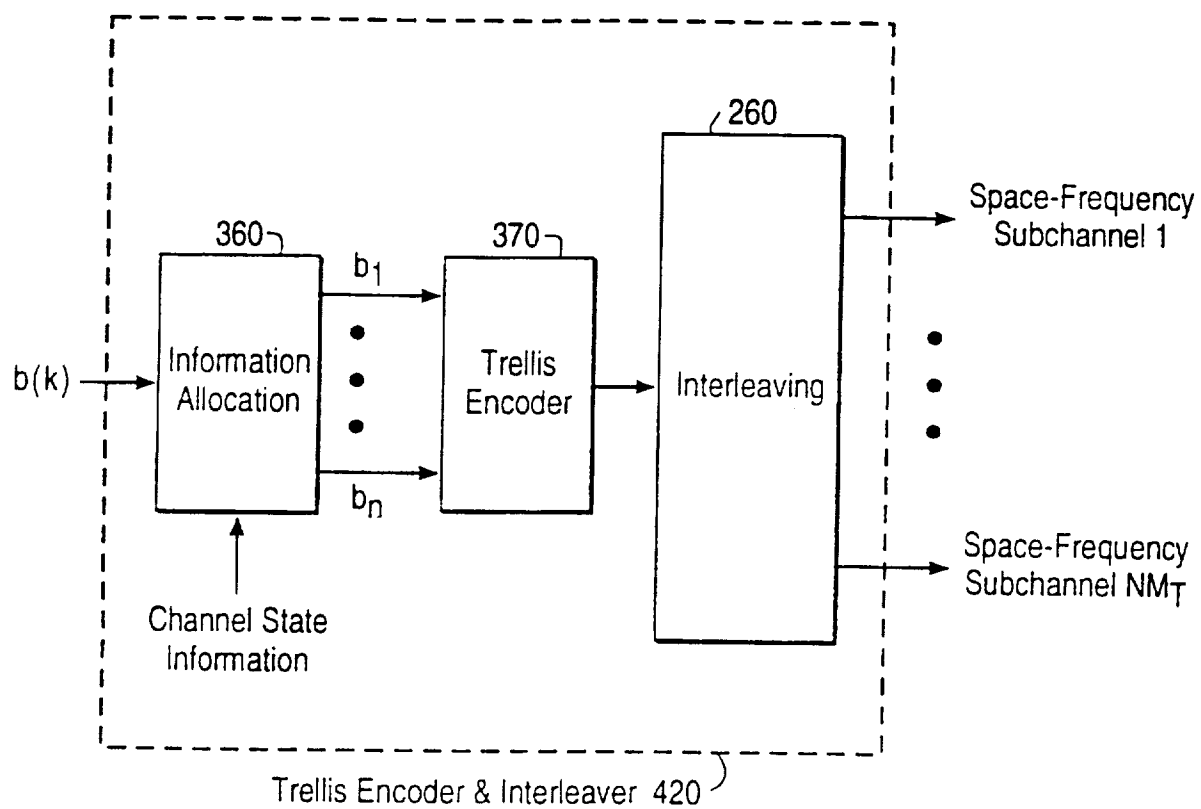 260
Space-Frequency
Subchannel 1
360
370
b1
b(k)
Information
Allocation
Trellis
Encoder
Interleaving
bn
Space-Frequency
Subchannel NMT
Channel State
Information
Trellis Encoder & Interleaver 420